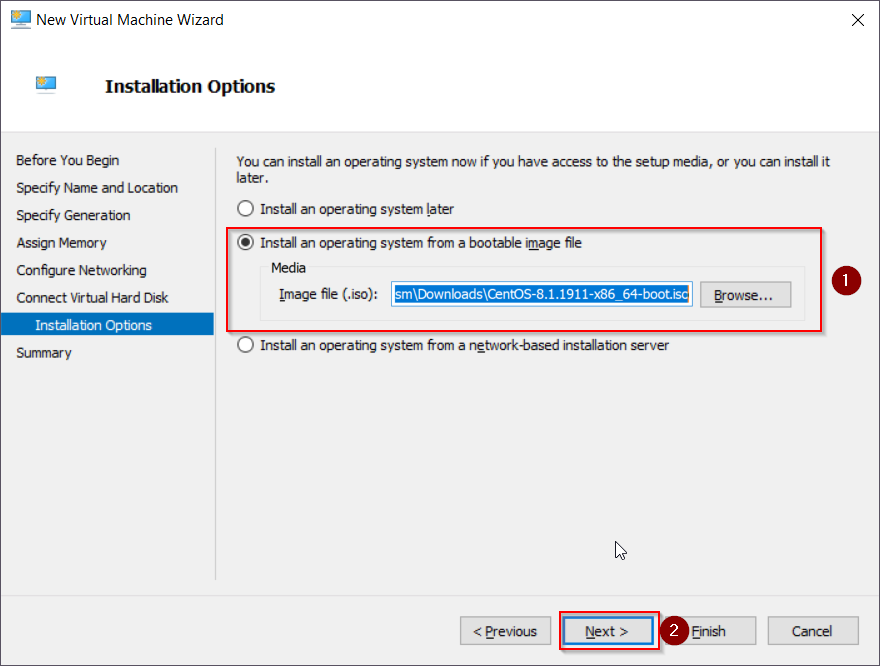 New Virtual Machine Wizard
Installation Options
Before You Begin
Specify Name and Location
Specify Generation
Assign Memory
Configure Networking
Connect Virtual Hard Disk
Installation Options
Summary
You can install an operating system now if you have access to the setup media, or you can install it
later.
Install an operating system later
Install an operating system from a bootable image file
Media
Image file (.iso): sm\Downloads\CentOS-8.1.1911-x86_64-boot.iso Browse...
1
Install an operating system from a network-based installation server
< Previous Next > 2 Finish Cancel